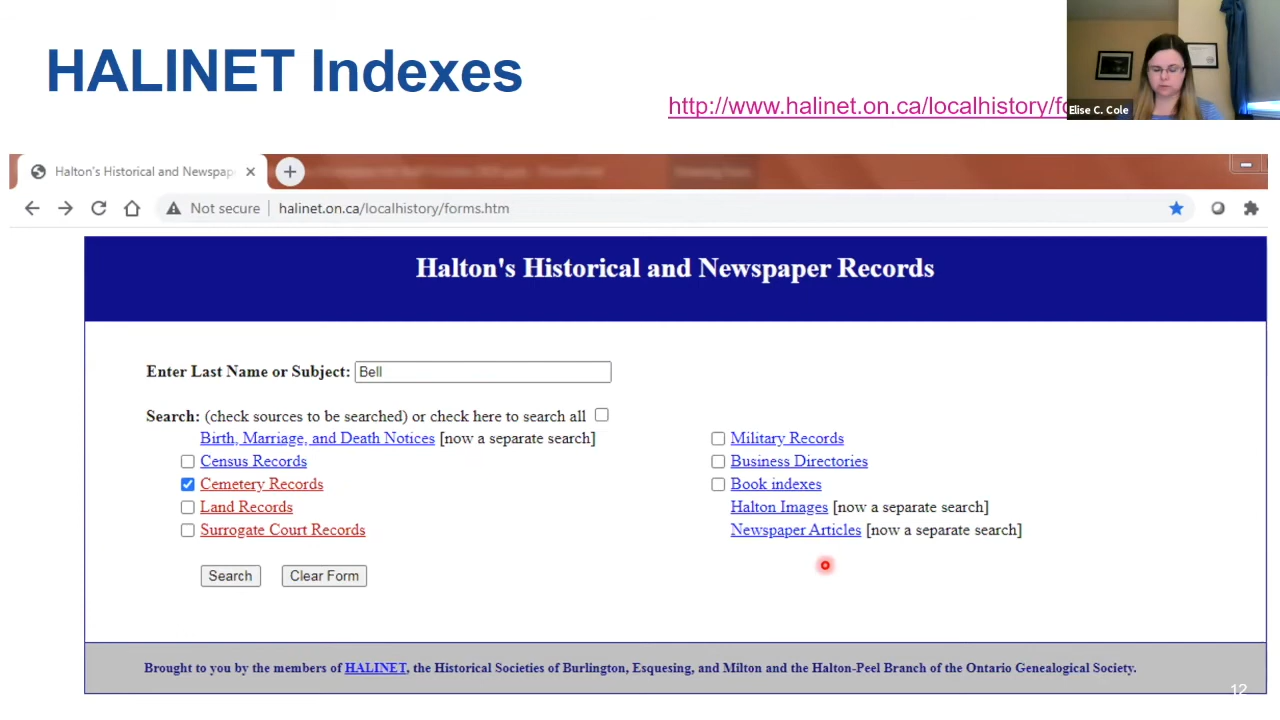 HALINET Indexes
http://www.halinet.on.ca/localhistory/fo
Elise C. Cole
Halton's Historical and Newspap
Not secure
halinet.on.ca/localhistory/forms.htm
Halton's Historical and Newspaper Records
Enter Last Name or Subject: Bell
Search: (check sources to be searched) or check here to search all
Birth, Marriage, and Death Notices [now a separate search]
Census Records
Cemetery Records
Land Records
Surrogate Court Records
Military Records
Business Directories
Book indexes
Halton Images [now a separate search]
Newspaper Articles [now a separate search]
Search
Clear Form
Brought to you by the members of HALINET, the Historical Societies of Burlington, Esquesing, and Milton and the Halton-Peel Branch of the Ontario Genealogical Society.
12